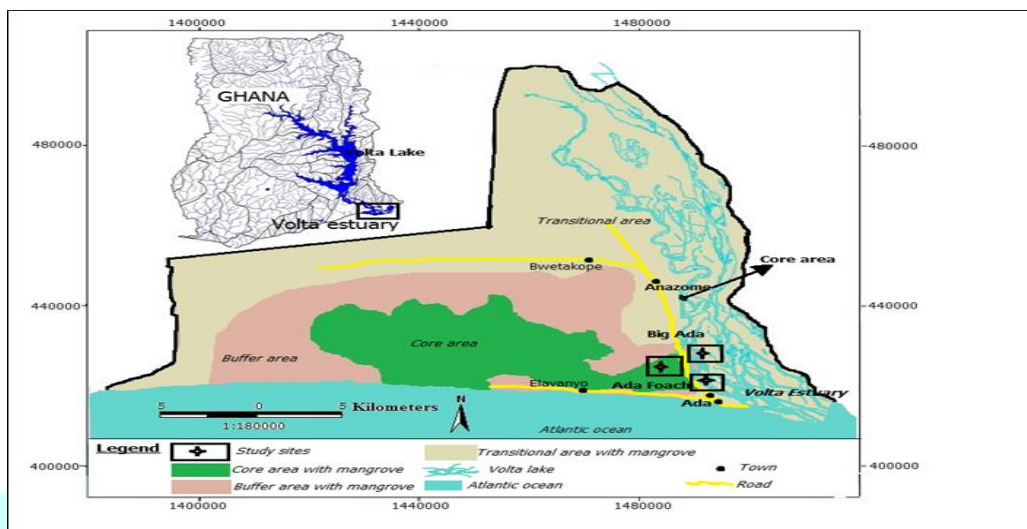 1400000 1440000 1480000
GHANA
480000 480000
Volta Lake
Volta estuary
Transitional area
Core area
Bwetakope
Anazome
440000 440000
Big Ada
Core area
Buffer area
Ada Foach
Elavanyo
Volta Estuary
Ada
5 0 5 Kilometers
N
1:180000
Atlantic ocean
Legend
Study sites
Transitional area with mangrove
Core area with mangrove
Volta lake
Town
400000 400000
Buffer area with mangrove
Atlantic ocean
Road
1400000 1440000 1480000